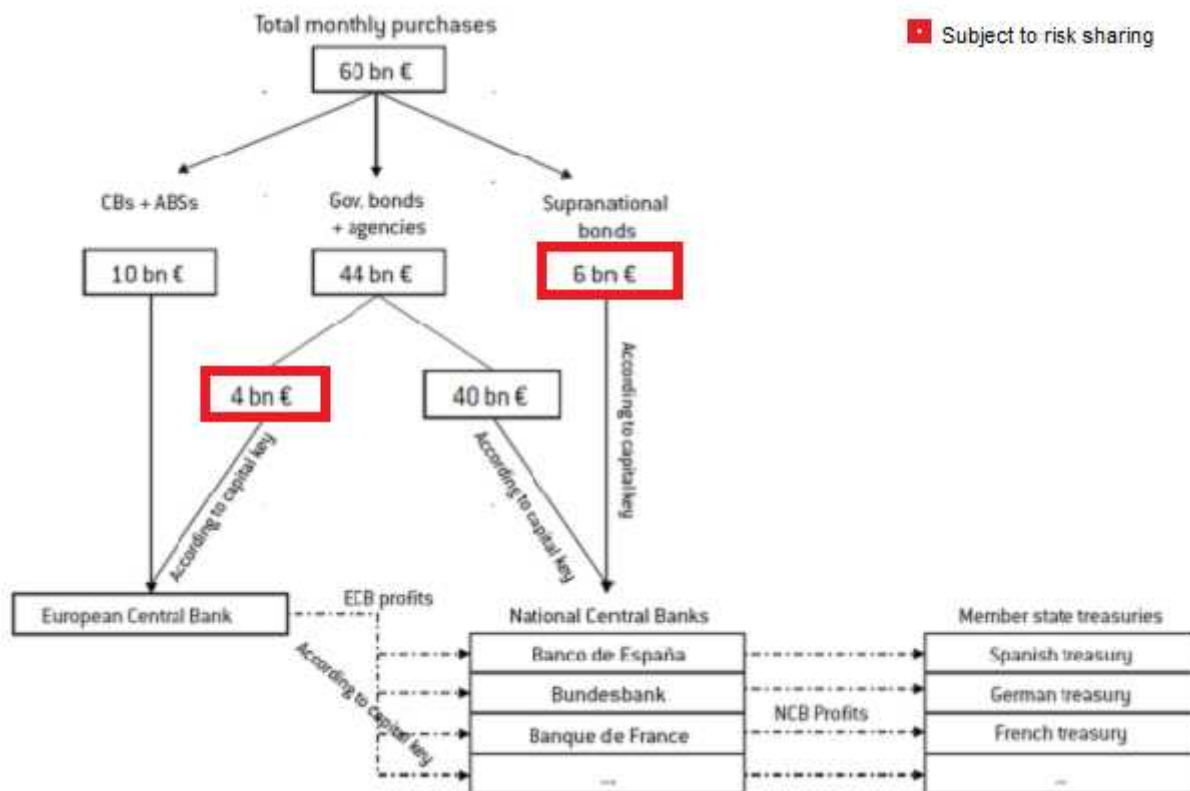 Total monthly purchases
Subject to risk sharing
60 bn €
CBs + ABSs
Gov. bonds
+ agencies
Supranational
bonds
10 bn €
44 bn €
6 bn €
According to capital key
4 bn €
40 bn €
According to capital key
According to capital key
European Central Bank
ECB profits
According to capital key
National Central Banks
Member state treasuries
Banco de España
Spanish treasury
Bundesbank
German treasury
NCB Profits
Banque de France
French treasury
...
...